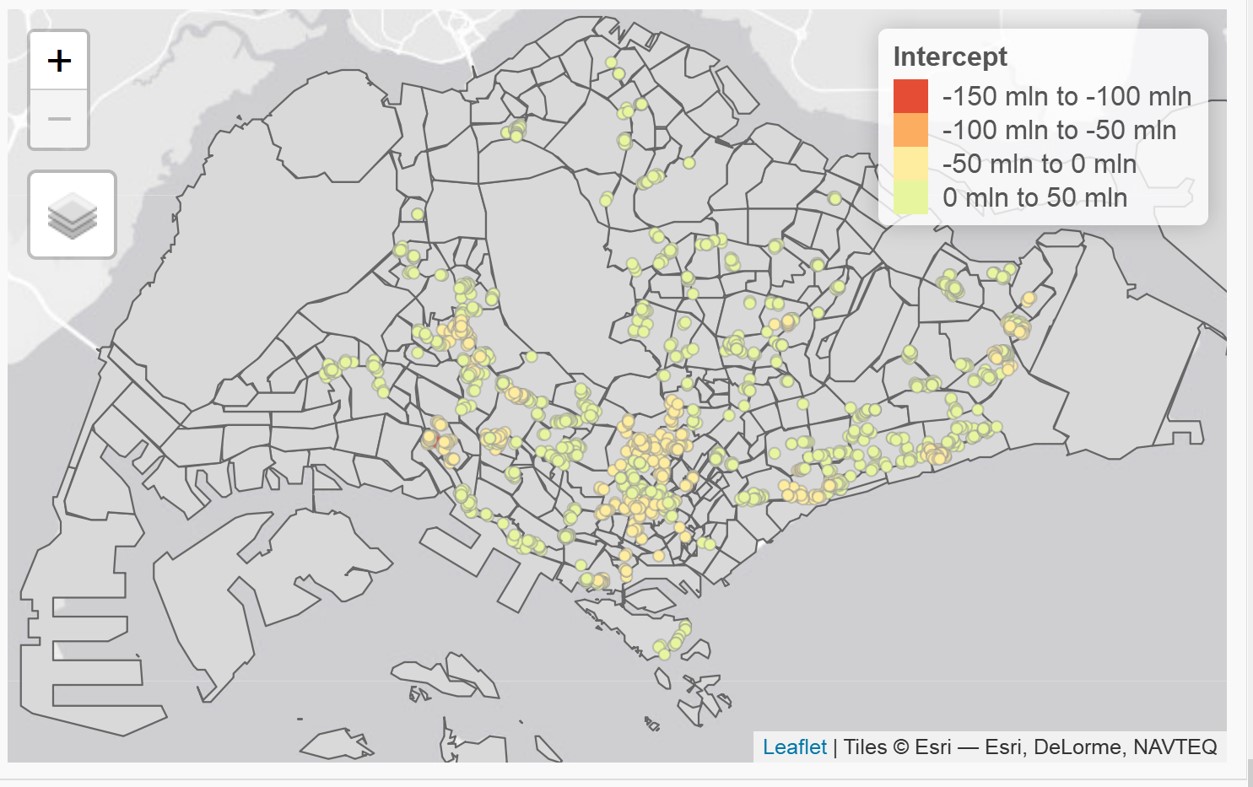 +
−
Intercept
-150 mln to -100 mln
-100 mln to -50 mln
-50 mln to 0 mln
0 mln to 50 mln
Leaflet | Tiles © Esri — Esri, DeLorme, NAVTEQ